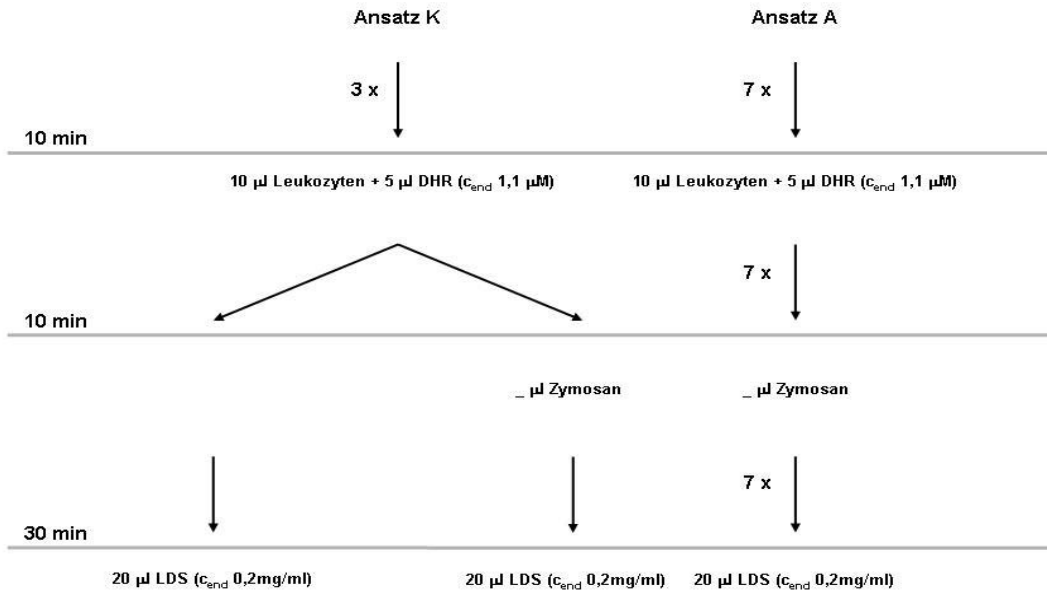 Ansatz K Ansatz A
3 x 7 x
10 min
10 µl Leukozyten + 5 µl DHR (cend 1,1 µM) 10 µl Leukozyten + 5 µl DHR (cend 1,1 µM)
7 x
10 min
_ µl Zymosan _ µl Zymosan
7 x
30 min
20 µl LDS (cend 0,2mg/ml) 20 µl LDS (cend 0,2mg/ml) 20 µl LDS (cend 0,2mg/ml)